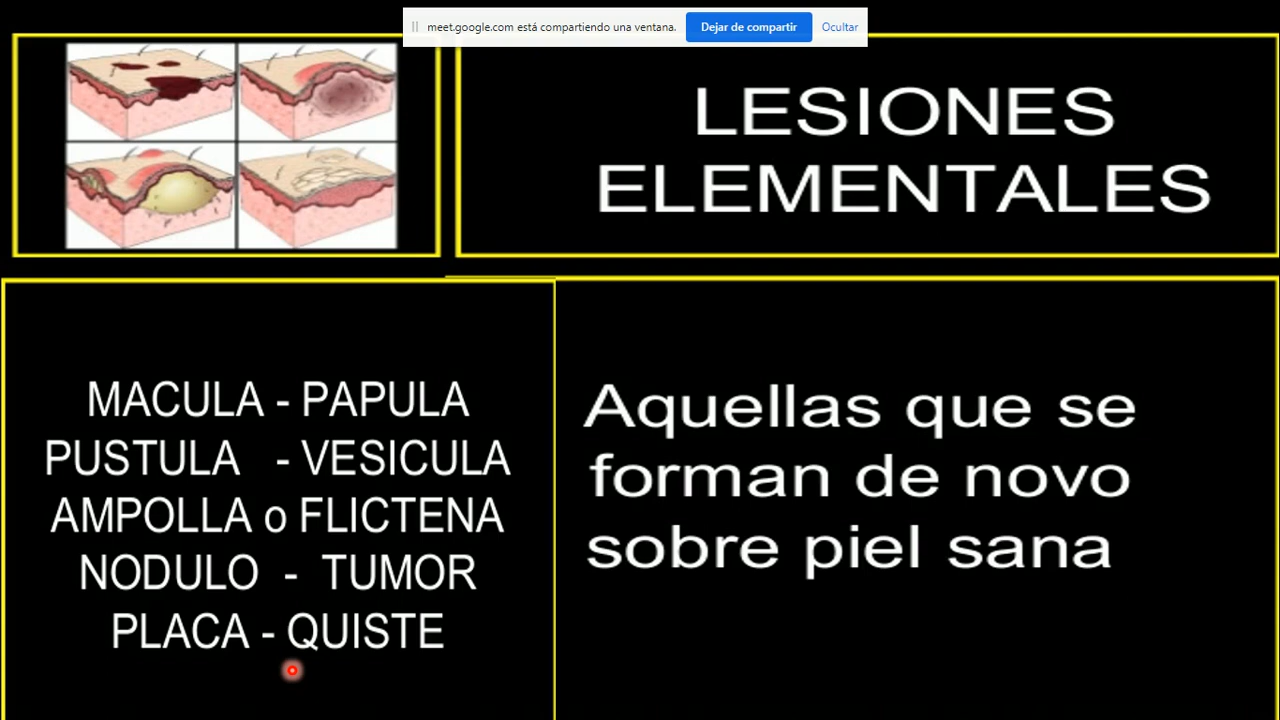 meet.google.com está compartiendo una ventana. Dejar de compartir Ocultar
LESIONES
ELEMENTALES
MACULA - PAPULA
PUSTULA - VESICULA
AMPOLLA o FLICTENA
NODULO - TUMOR
PLACA - QUISTE
Aquellas que se
forman de novo
sobre piel sana